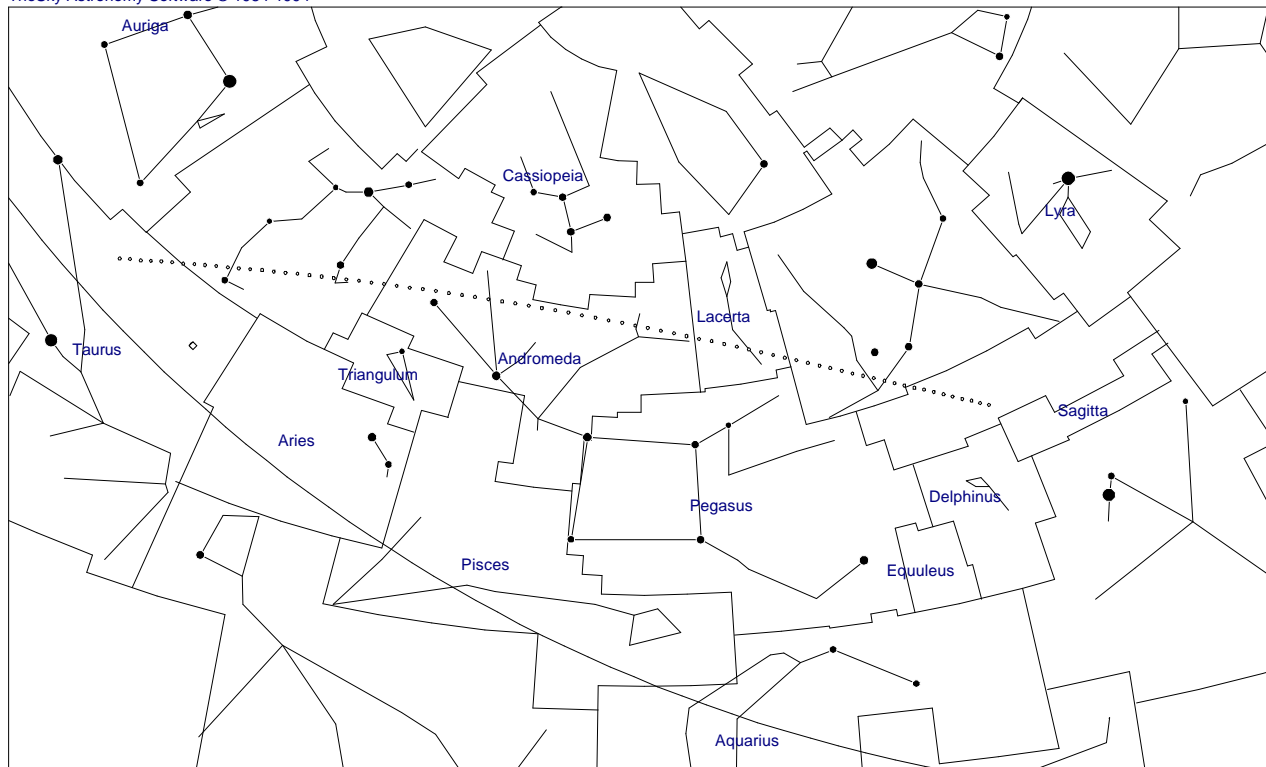 Auriga
Cassiopeia
Lyra
Lacerta
Taurus
Andromeda
Triangulum
Sagitta
Aries
Delphinus
Pegasus
Pisces
Equuleus
Aquarius